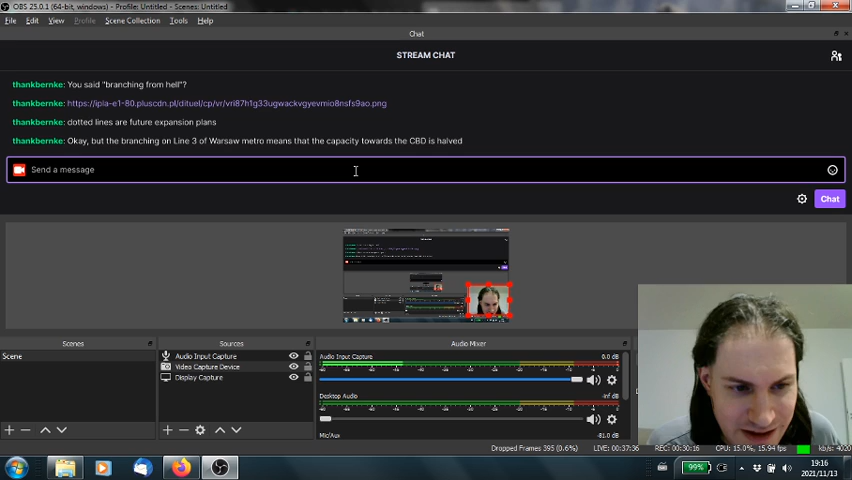 OBS 25.0.1 (64-bit, windows) - Profile: Untitled - Scenes: Untitled
File Edit View Profile Scene Collection Tools Help
Chat
STREAM CHAT
thankbernke: You said "branching from hell"?
thankbernke: https://ipla-e1-80.pluscdn.pl/dituel/cp/vr/vri87h1g33ugwackvgyevmio8nsfs9ao.png
thankbernke: dotted lines are future expansion plans
thankbernke: Okay, but the branching on Line 3 of Warsaw metro means that the capacity towards the CBD is halved
Send a message
Chat
Scenes Sources Audio Mixer
Scene
Audio Input Capture
Video Capture Device
Display Capture
Audio Input Capture 0.0 dB
Desktop Audio -inf dB
Mic/Aux -81.0 dB
Dropped Frames 395 (0.6%) LIVE: 00:37:36 REC: 00:30:16 CPU: 15.0%, 15.94 fps kb/s: 4020
99%
19:16
2021/11/13